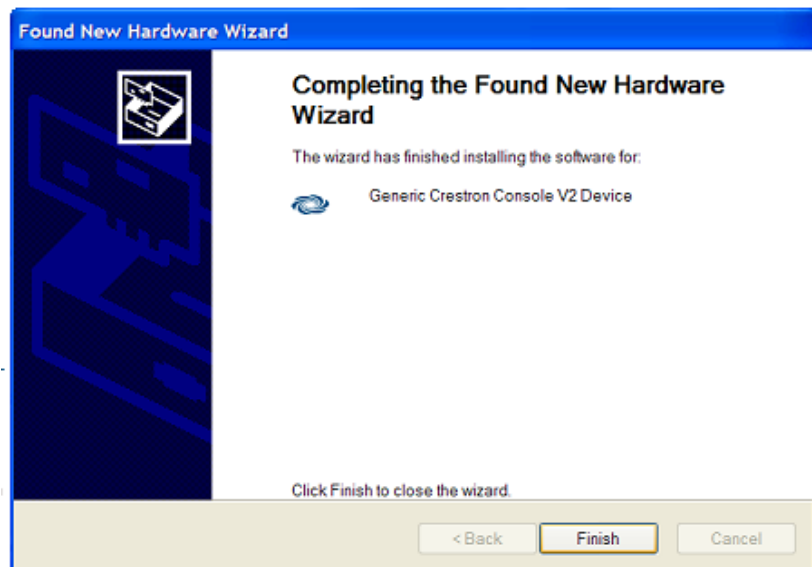 Found New Hardware Wizard
Completing the Found New Hardware
Wizard
The wizard has finished installing the software for:
Generic Crestron Console V2 Device
Click Finish to close the wizard.
< Back
Finish
Cancel